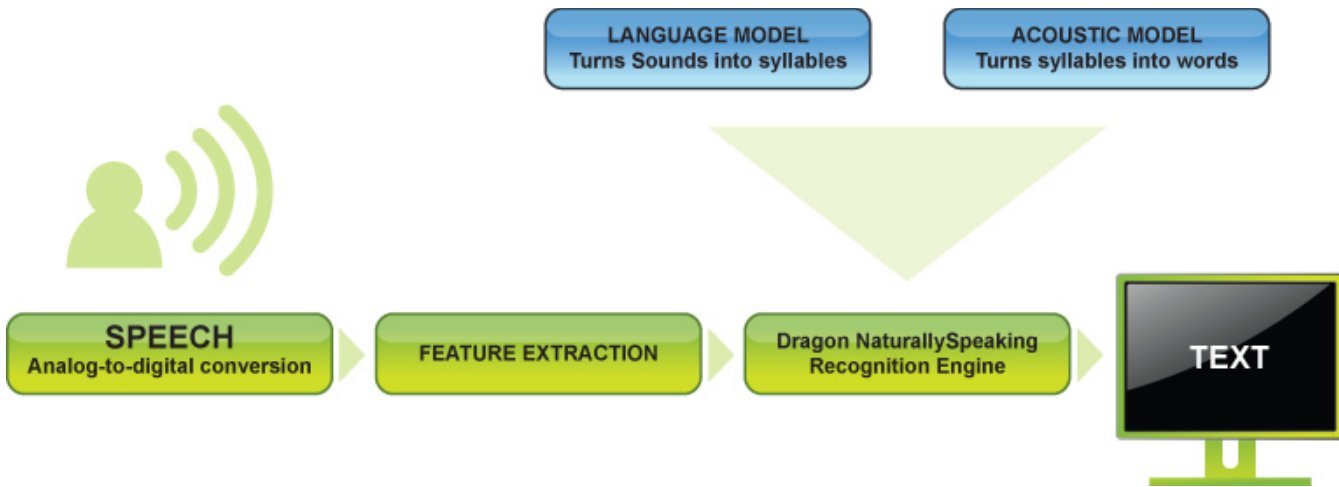 LANGUAGE MODEL
Turns Sounds into syllables
ACOUSTIC MODEL
Turns syllables into words
SPEECH
Analog-to-digital conversion
FEATURE EXTRACTION
Dragon NaturallySpeaking
Recognition Engine
TEXT